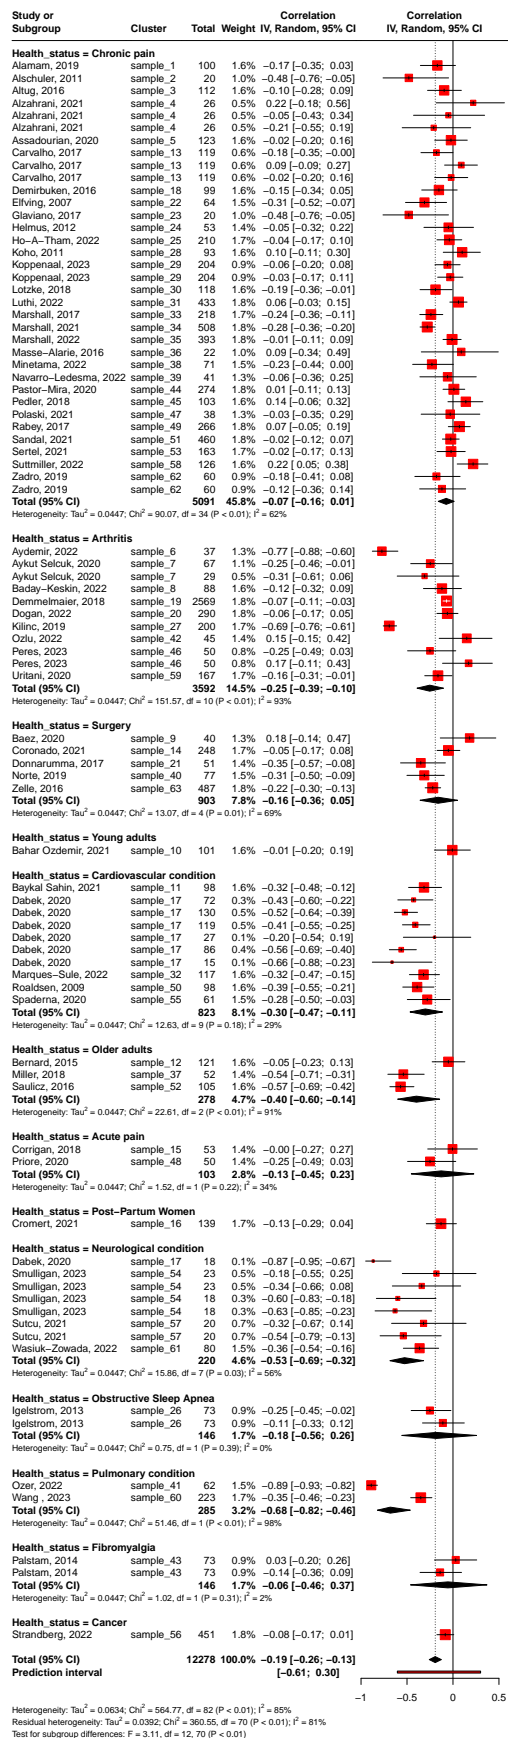 Study or Correlation Correlation
Subgroup Cluster Total Weight IV, Random, 95% CI IV, Random, 95% CI
Health_status = Chronic pain
Alamam, 2019 sample_1 100 1.6% −0.17 [−0.35; 0.03]
Alschuler, 2011 sample_2 20 1.0% −0.48 [−0.76; −0.05]
Altug, 2016 sample_3 112 1.6% −0.10 [−0.28; 0.09]
Alzahrani, 2021 sample_4 26 0.5% 0.22 [−0.18; 0.56]
Alzahrani, 2021 sample_4 26 0.5% −0.05 [−0.43; 0.34]
Alzahrani, 2021 sample_4 26 0.5% −0.21 [−0.55; 0.19]
Assadourian, 2020 sample_5 123 1.6% −0.02 [−0.20; 0.16]
Carvalho, 2017 sample_13 119 0.9% −0.18 [−0.35; −0.00]
Carvalho, 2017 sample_13 119 0.9% 0.09 [−0.09; 0.27]
Carvalho, 2017 sample_13 119 0.9% −0.02 [−0.20; 0.16]
Demirbuken, 2016 sample_18 99 1.6% −0.15 [−0.34; 0.05]
Elfving, 2007 sample_22 64 1.5% −0.31 [−0.52; −0.07]
Glaviano, 2017 sample_23 20 1.0% −0.48 [−0.76; −0.05]
Helmus, 2012 sample_24 53 1.4% −0.05 [−0.32; 0.22]
Ho−A−Tham, 2022 sample_25 210 1.7% −0.04 [−0.17; 0.10]
Koho, 2011 sample_28 93 1.6% 0.10 [−0.11; 0.30]
Koppenaal, 2023 sample_29 204 0.9% −0.06 [−0.20; 0.08]
Koppenaal, 2023 sample_29 204 0.9% −0.03 [−0.17; 0.11]
Lotzke, 2018 sample_30 118 1.6% −0.19 [−0.36; −0.01]
Luthi, 2022 sample_31 433 1.8% 0.06 [−0.03; 0.15]
Marshall, 2017 sample_33 218 1.7% −0.24 [−0.36; −0.11]
Marshall, 2021 sample_34 508 1.8% −0.28 [−0.36; −0.20]
Marshall, 2022 sample_35 393 1.8% −0.01 [−0.11; 0.09]
Masse−Alarie, 2016 sample_36 22 1.1% 0.09 [−0.34; 0.49]
Minetama, 2022 sample_38 71 1.5% −0.23 [−0.44; 0.00]
Navarro−Ledesma, 2022 sample_39 41 1.4% −0.06 [−0.36; 0.25]
Pastor−Mira, 2020 sample_44 274 1.7% 0.01 [−0.11; 0.13]
Pedler, 2018 sample_45 103 1.6% 0.14 [−0.06; 0.32]
Polaski, 2021 sample_47 38 1.3% −0.03 [−0.35; 0.29]
Rabey, 2017 sample_49 266 1.7% 0.07 [−0.05; 0.19]
Sandal, 2021 sample_51 460 1.8% −0.02 [−0.12; 0.07]
Sertel, 2021 sample_53 163 1.7% −0.02 [−0.17; 0.13]
Suttmiller, 2022 sample_58 126 1.6% 0.22 [ 0.05; 0.38]
Zadro, 2019 sample_62 60 0.9% −0.18 [−0.41; 0.08]
Zadro, 2019 sample_62 60 0.9% −0.12 [−0.36; 0.14]
Total (95% CI) 5091 45.8% −0.07 [−0.16; 0.01]
Heterogeneity: Tau² = 0.0447; Chi² = 90.07, df = 34 (P < 0.01); I² = 62%
Health_status = Arthritis
Aydemir, 2022 sample_6 37 1.3% −0.77 [−0.88; −0.60]
Aykut Selcuk, 2020 sample_7 67 1.1% −0.25 [−0.46; −0.01]
Aykut Selcuk, 2020 sample_7 29 0.8% −0.31 [−0.61; 0.06]
Baday−Keskin, 2022 sample_8 88 1.6% −0.12 [−0.32; 0.09]
Demmelmaier, 2018 sample_19 2569 1.8% −0.07 [−0.11; −0.03]
Dogan, 2022 sample_20 290 1.8% −0.06 [−0.17; 0.05]
Kilinc, 2019 sample_27 200 1.7% −0.69 [−0.76; −0.61]
Ozlu, 2022 sample_42 45 1.4% 0.15 [−0.15; 0.42]
Peres, 2023 sample_46 50 0.8% −0.25 [−0.49; 0.03]
Peres, 2023 sample_46 50 0.8% 0.17 [−0.11; 0.43]
Uritani, 2020 sample_59 167 1.7% −0.16 [−0.31; −0.01]
Total (95% CI) 3592 14.5% −0.25 [−0.39; −0.10]
Heterogeneity: Tau² = 0.0447; Chi² = 151.57, df = 10 (P < 0.01); I² = 93%
Health_status = Surgery
Baez, 2020 sample_9 40 1.3% 0.18 [−0.14; 0.47]
Coronado, 2021 sample_14 248 1.7% −0.05 [−0.17; 0.08]
Donnarumma, 2017 sample_21 51 1.4% −0.35 [−0.57; −0.08]
Norte, 2019 sample_40 77 1.5% −0.31 [−0.50; −0.09]
Zelle, 2016 sample_63 487 1.8% −0.22 [−0.30; −0.13]
Total (95% CI) 903 7.8% −0.16 [−0.36; 0.05]
Heterogeneity: Tau² = 0.0447; Chi² = 13.07, df = 4 (P = 0.01); I² = 69%
Health_status = Young adults
Bahar Ozdemir, 2021 sample_10 101 1.6% −0.01 [−0.20; 0.19]
Health_status = Cardiovascular condition
Baykal Sahin, 2021 sample_11 98 1.6% −0.32 [−0.48; −0.12]
Dabek, 2020 sample_17 72 0.3% −0.43 [−0.60; −0.22]
Dabek, 2020 sample_17 130 0.5% −0.52 [−0.64; −0.39]
Dabek, 2020 sample_17 119 0.5% −0.41 [−0.55; −0.25]
Dabek, 2020 sample_17 27 0.1% −0.20 [−0.54; 0.19]
Dabek, 2020 sample_17 86 0.4% −0.56 [−0.69; −0.40]
Dabek, 2020 sample_17 15 0.1% −0.66 [−0.88; −0.23]
Marques−Sule, 2022 sample_32 117 1.6% −0.32 [−0.47; −0.15]
Roaldsen, 2009 sample_50 98 1.6% −0.39 [−0.55; −0.21]
Spaderna, 2020 sample_55 61 1.5% −0.28 [−0.50; −0.03]
Total (95% CI) 823 8.1% −0.30 [−0.47; −0.11]
Heterogeneity: Tau² = 0.0447; Chi² = 12.63, df = 9 (P = 0.18); I² = 29%
Health_status = Older adults
Bernard, 2015 sample_12 121 1.6% −0.05 [−0.23; 0.13]
Miller, 2018 sample_37 52 1.4% −0.54 [−0.71; −0.31]
Saulicz, 2016 sample_52 105 1.6% −0.57 [−0.69; −0.42]
Total (95% CI) 278 4.7% −0.40 [−0.60; −0.14]
Heterogeneity: Tau² = 0.0447; Chi² = 22.61, df = 2 (P < 0.01); I² = 91%
Health_status = Acute pain
Corrigan, 2018 sample_15 53 1.4% −0.00 [−0.27; 0.27]
Priore, 2020 sample_48 50 1.4% −0.25 [−0.49; 0.03]
Total (95% CI) 103 2.8% −0.13 [−0.45; 0.23]
Heterogeneity: Tau² = 0.0447; Chi² = 1.52, df = 1 (P = 0.22); I² = 34%
Health_status = Post−Partum Women
Cromert, 2021 sample_16 139 1.7% −0.13 [−0.29; 0.04]
Health_status = Neurological condition
Dabek, 2020 sample_17 18 0.1% −0.87 [−0.95; −0.67]
Smulligan, 2023 sample_54 23 0.5% −0.18 [−0.55; 0.25]
Smulligan, 2023 sample_54 23 0.5% −0.34 [−0.66; 0.08]
Smulligan, 2023 sample_54 18 0.3% −0.60 [−0.83; −0.18]
Smulligan, 2023 sample_54 18 0.3% −0.63 [−0.85; −0.23]
Sutcu, 2021 sample_57 20 0.7% −0.32 [−0.67; 0.14]
Sutcu, 2021 sample_57 20 0.7% −0.54 [−0.79; −0.13]
Wasiuk−Zowada, 2022 sample_61 80 1.6% −0.36 [−0.54; −0.16]
Total (95% CI) 220 4.6% −0.53 [−0.69; −0.32]
Heterogeneity: Tau² = 0.0447; Chi² = 15.86, df = 7 (P = 0.03); I² = 56%
Health_status = Obstructive Sleep Apnea
Igelstrom, 2013 sample_26 73 0.9% −0.25 [−0.45; −0.02]
Igelstrom, 2013 sample_26 73 0.9% −0.11 [−0.33; 0.12]
Total (95% CI) 146 1.7% −0.18 [−0.56; 0.26]
Heterogeneity: Tau² = 0.0447; Chi² = 0.75, df = 1 (P = 0.39); I² = 0%
Health_status = Pulmonary condition
Ozer, 2022 sample_41 62 1.5% −0.89 [−0.93; −0.82]
Wang , 2023 sample_60 223 1.7% −0.35 [−0.46; −0.23]
Total (95% CI) 285 3.2% −0.68 [−0.82; −0.46]
Heterogeneity: Tau² = 0.0447; Chi² = 51.46, df = 1 (P < 0.01); I² = 98%
Health_status = Fibromyalgia
Palstam, 2014 sample_43 73 0.9% 0.03 [−0.20; 0.26]
Palstam, 2014 sample_43 73 0.9% −0.14 [−0.36; 0.09]
Total (95% CI) 146 1.7% −0.06 [−0.46; 0.37]
Heterogeneity: Tau² = 0.0447; Chi² = 1.02, df = 1 (P = 0.31); I² = 2%
Health_status = Cancer
Strandberg, 2022 sample_56 451 1.8% −0.08 [−0.17; 0.01]
Total (95% CI) 12278 100.0% −0.19 [−0.26; −0.13]
Prediction interval [−0.61; 0.30]
−1 −0.5 0 0.5
Heterogeneity: Tau² = 0.0634; Chi² = 564.77, df = 82 (P < 0.01); I² = 85%
Residual heterogeneity: Tau² = 0.0392; Chi² = 360.55, df = 70 (P < 0.01); I² = 81%
Test for subgroup differences: F = 3.11, df = 12, 70 (P < 0.01)